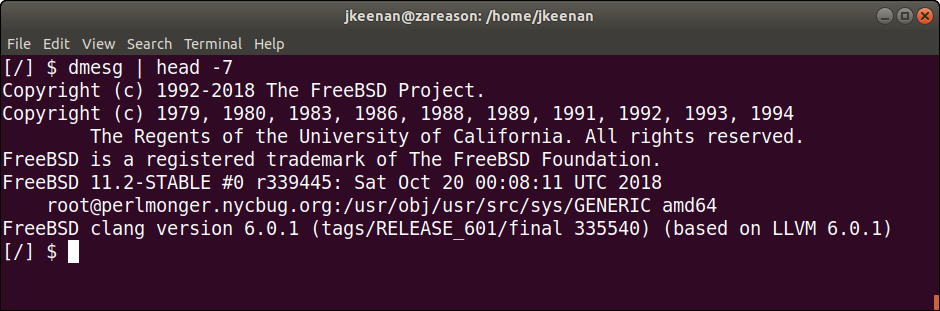 jkeenan@zareason: /home/jkeenan
File Edit View Search Terminal Help
[/] $ dmesg | head -7
Copyright (c) 1992-2018 The FreeBSD Project.
Copyright (c) 1979, 1980, 1983, 1986, 1988, 1989, 1991, 1992, 1993, 1994
        The Regents of the University of California. All rights reserved.
FreeBSD is a registered trademark of The FreeBSD Foundation.
FreeBSD 11.2-STABLE #0 r339445: Sat Oct 20 00:08:11 UTC 2018
    root@perlmonger.nycbug.org:/usr/obj/usr/src/sys/GENERIC amd64
FreeBSD clang version 6.0.1 (tags/RELEASE_601/final 335540) (based on LLVM 6.0.1)
[/] $